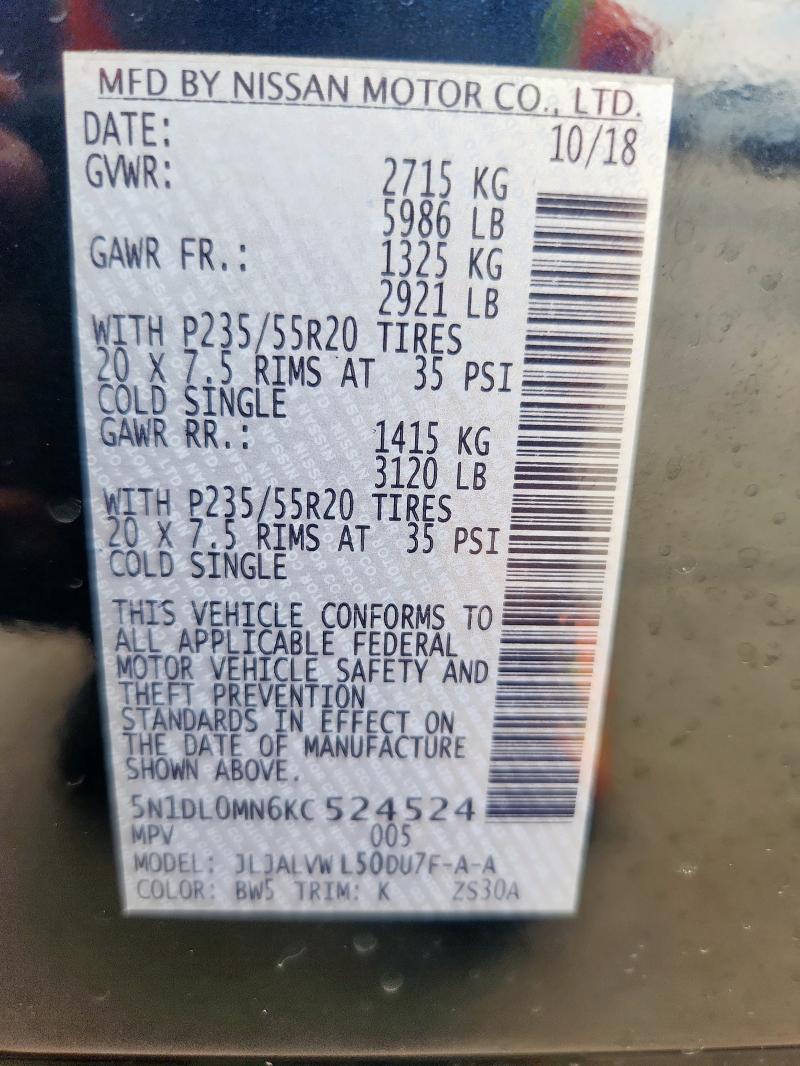 MFD BY NISSAN MOTOR CO., LTD.
DATE: 10/18
GVWR: 2715 KG
5986 LB
GAWR FR.: 1325 KG
2921 LB
WITH P235/55R20 TIRES
20 X 7.5 RIMS AT 35 PSI
COLD SINGLE
GAWR RR.: 1415 KG
3120 LB
WITH P235/55R20 TIRES
20 X 7.5 RIMS AT 35 PSI
COLD SINGLE
THIS VEHICLE CONFORMS TO
ALL APPLICABLE FEDERAL
MOTOR VEHICLE SAFETY AND
THEFT PREVENTION
STANDARDS IN EFFECT ON
THE DATE OF MANUFACTURE
SHOWN ABOVE.
5N1DL0MN6KC524524
MPV 005
MODEL: JLJALVWL50DU7F-A-A
COLOR: BW5 TRIM: K ZS30A